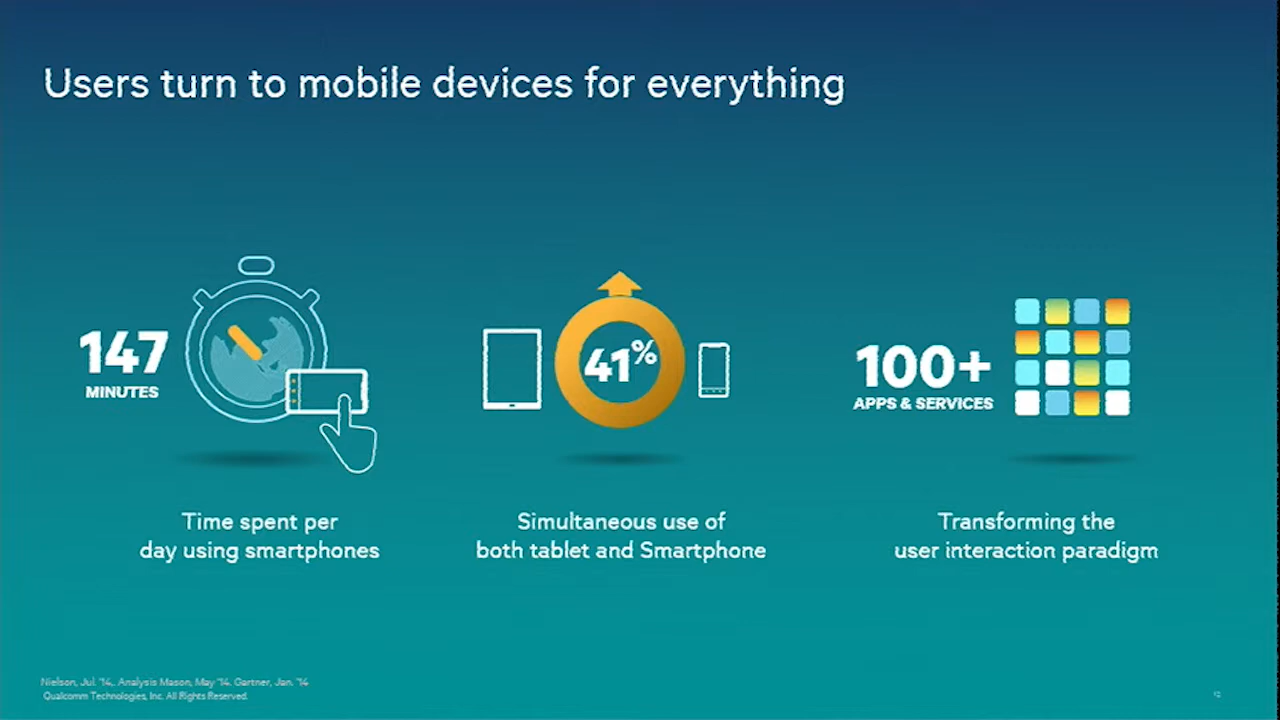 Users turn to mobile devices for everything
147
MINUTES
41%
100+
APPS & SERVICES
Time spent per
day using smartphones
Simultaneous use of
both tablet and Smartphone
Transforming the
user interaction paradigm
Nielson, Jul. '14,. Analysis Mason, May '14. Gartner, Jan. '14
Qualcomm Technologies, Inc. All Rights Reserved.